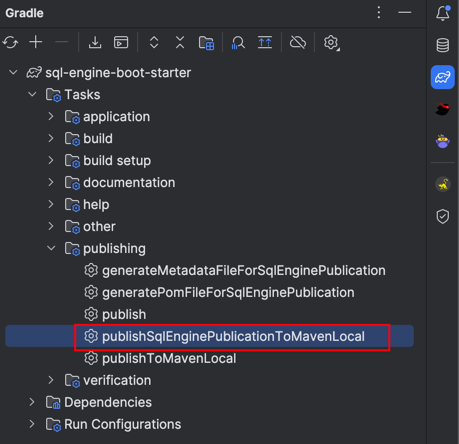 Gradle
sql-engine-boot-starter
Tasks
application
build
build setup
documentation
help
other
publishing
generateMetadataFileForSqlEnginePublication
generatePomFileForSqlEnginePublication
publish
publishSqlEnginePublicationToMavenLocal
publishToMavenLocal
verification
Dependencies
Run Configurations